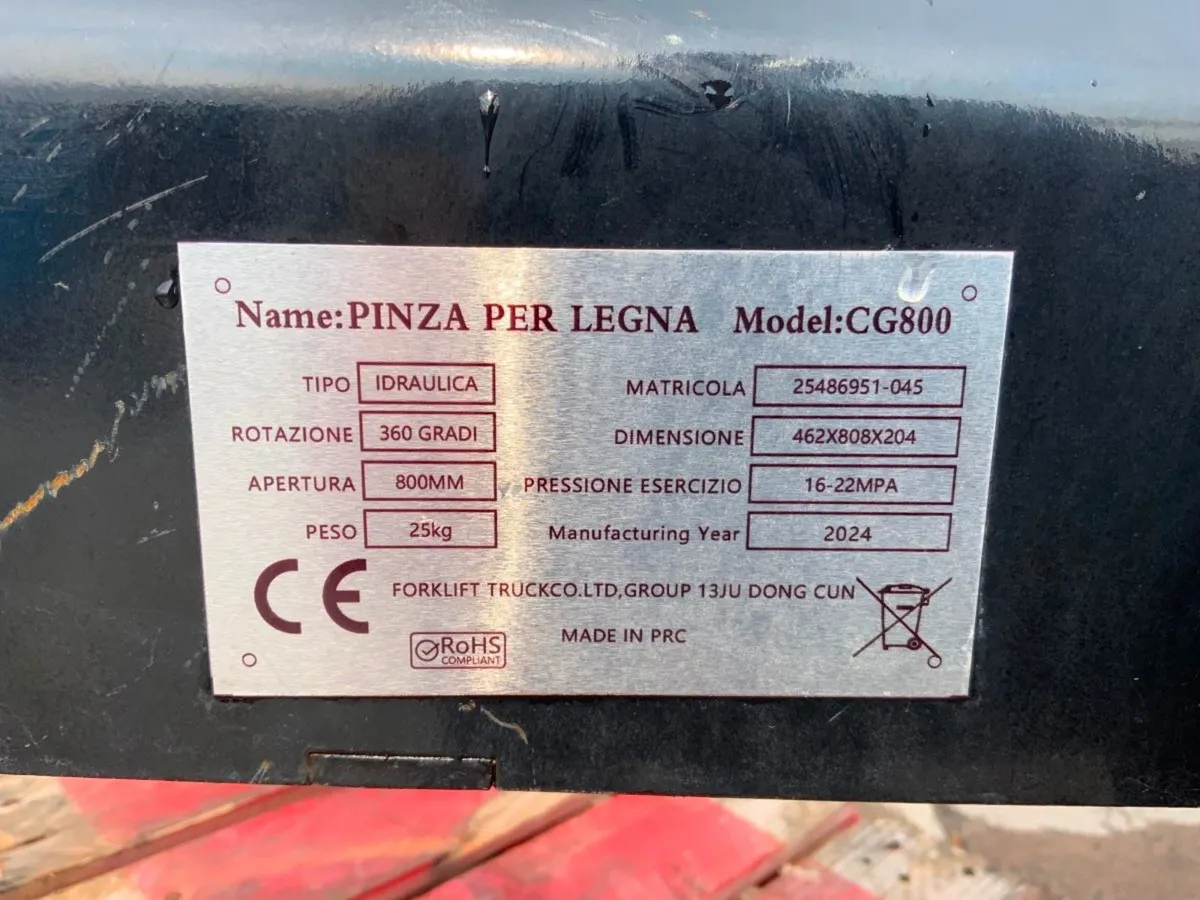 Name:PINZA PER LEGNA Model:CG800
TIPO IDRAULICA MATRICOLA 25486951-045
ROTAZIONE 360 GRADI DIMENSIONE 462X808X204
APERTURA 800MM PRESSIONE ESERCIZIO 16-22MPA
PESO 25kg Manufacturing Year 2024
CE FORKLIFT TRUCKCO.LTD,GROUP 13JU DONG CUN
RoHS COMPLIANT MADE IN PRC